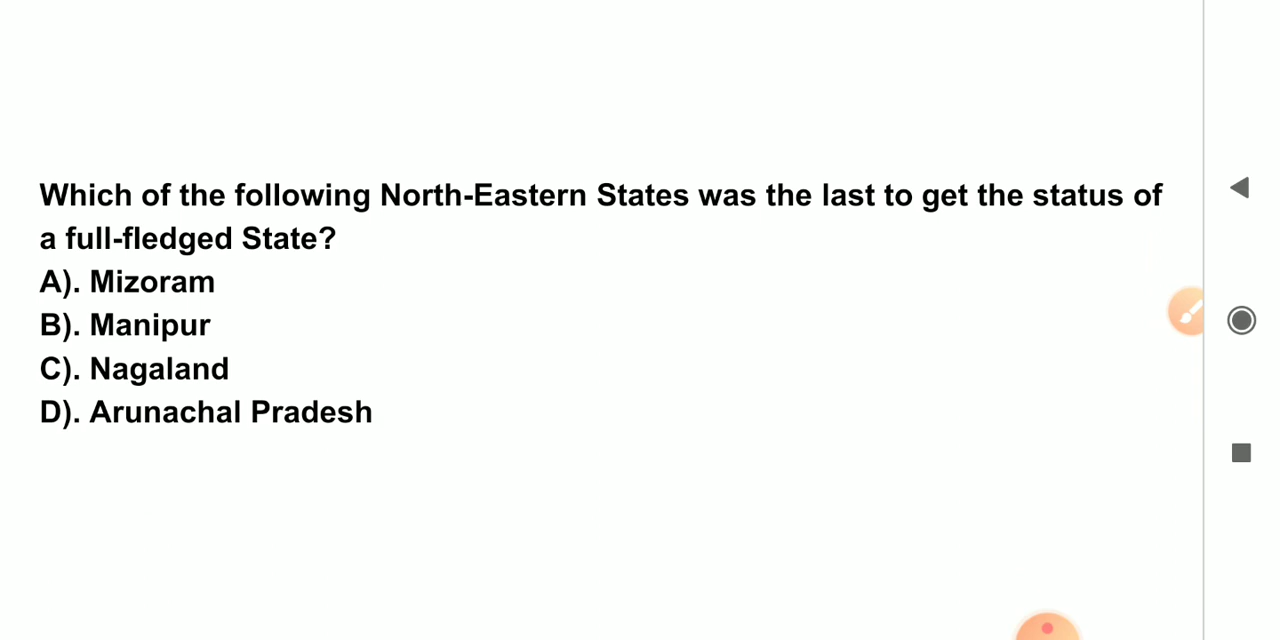 Which of the following North-Eastern States was the last to get the status of
a full-fledged State?
A). Mizoram
B). Manipur
C). Nagaland
D). Arunachal Pradesh